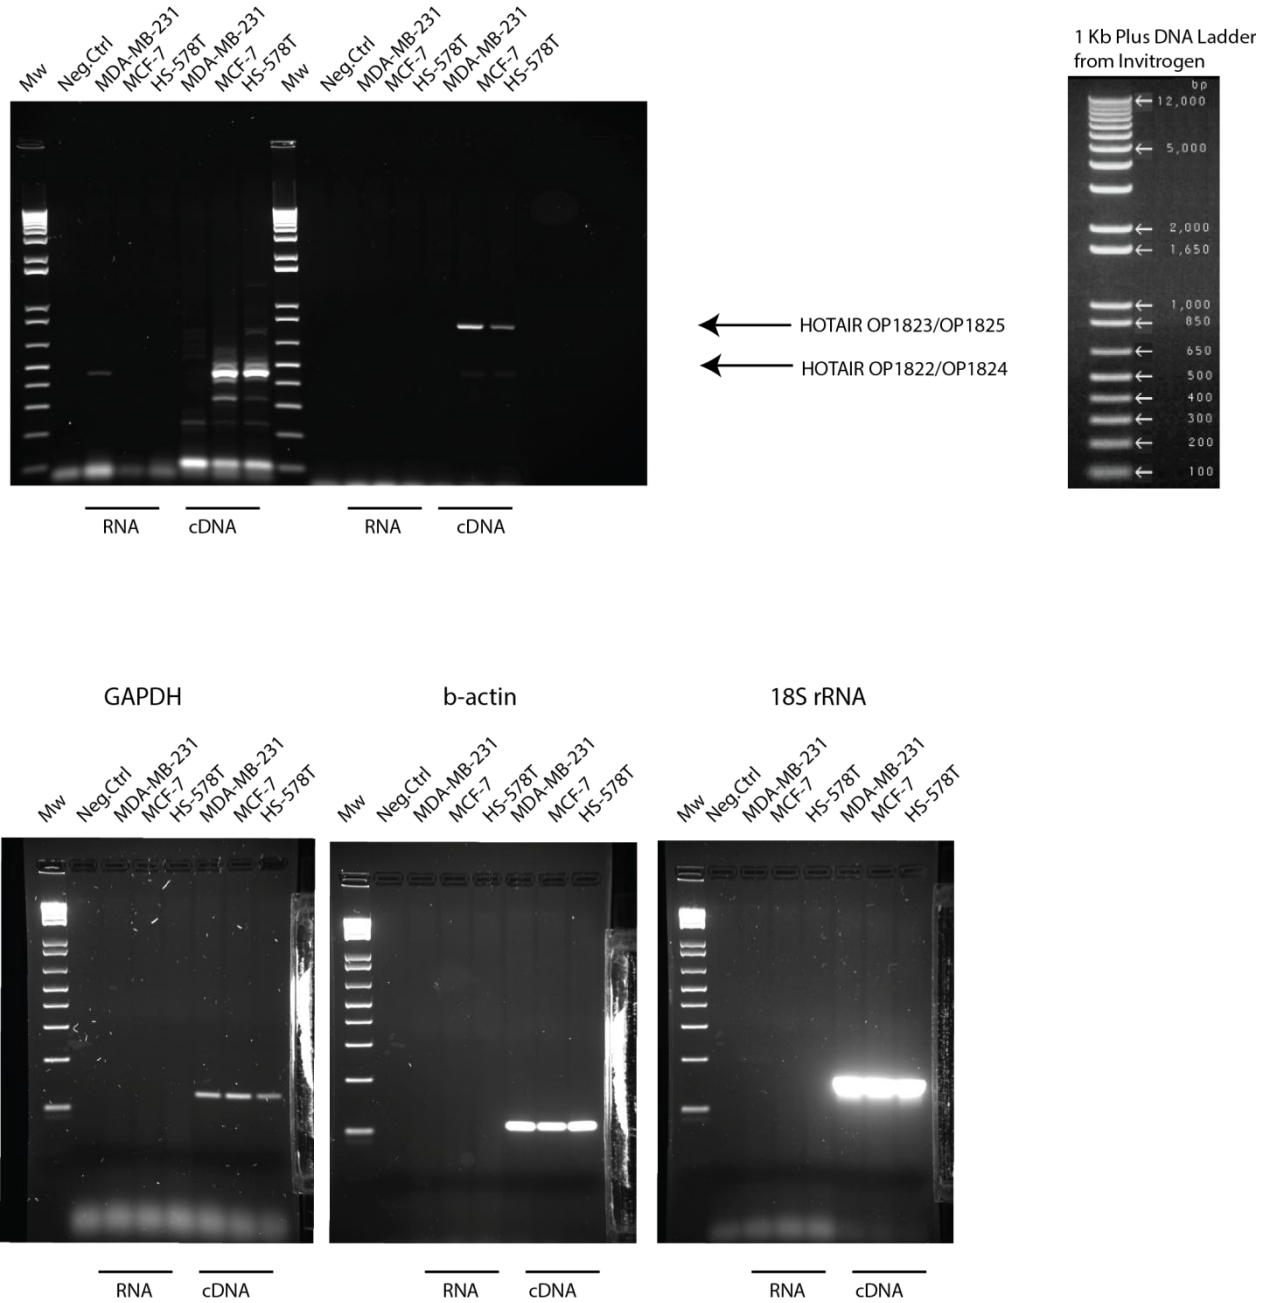 Mw
Neg.Ctrl
MDA-MB-231
MCF-7
HS-578T
MDA-MB-231
MCF-7
HS-578T
Mw
Neg.Ctrl
MDA-MB-231
MCF-7
HS-578T
MDA-MB-231
MCF-7
HS-578T
1 Kb Plus DNA Ladder
from Invitrogen
bp
12,000
5,000
2,000
1,650
1,000
850
650
500
400
300
200
100
HOTAIR OP1823/OP1825
HOTAIR OP1822/OP1824
RNA
cDNA
RNA
cDNA
GAPDH
b-actin
18S rRNA
Mw
Neg.Ctrl
MDA-MB-231
MCF-7
HS-578T
MDA-MB-231
MCF-7
HS-578T
Mw
Neg.Ctrl
MDA-MB-231
MCF-7
HS-578T
MDA-MB-231
MCF-7
HS-578T
Mw
Neg.Ctrl
MDA-MB-231
MCF-7
HS-578T
MDA-MB-231
MCF-7
HS-578T
RNA
cDNA
RNA
cDNA
RNA
cDNA